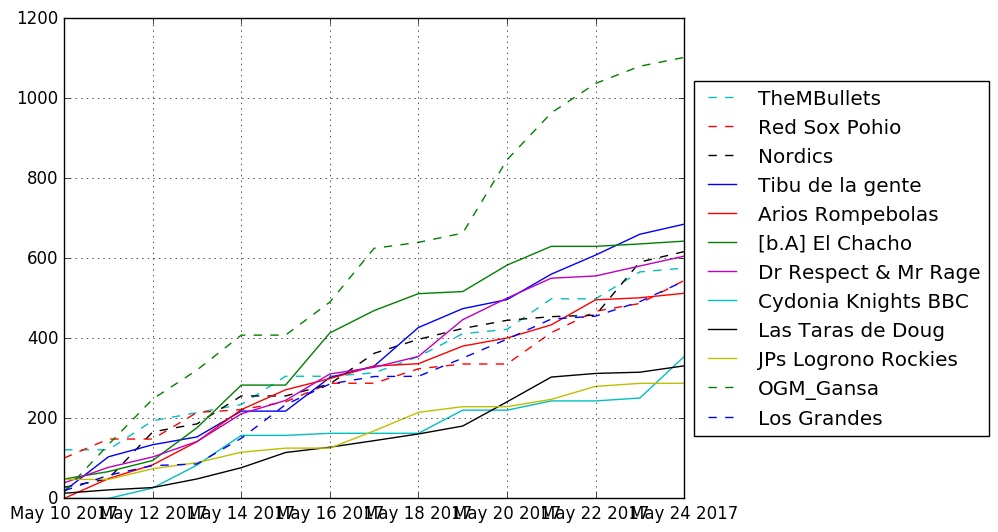 1200
1000
800
600
400
200
0
May 10 2017 May 12 2017 May 14 2017 May 16 2017 May 18 2017 May 20 2017 May 22 2017 May 24 2017
TheMBullets
Red Sox Pohio
Nordics
Tibu de la gente
Arios Rompebolas
[b.A] El Chacho
Dr Respect & Mr Rage
Cydonia Knights BBC
Las Taras de Doug
JPs Logrono Rockies
OGM_Gansa
Los Grandes